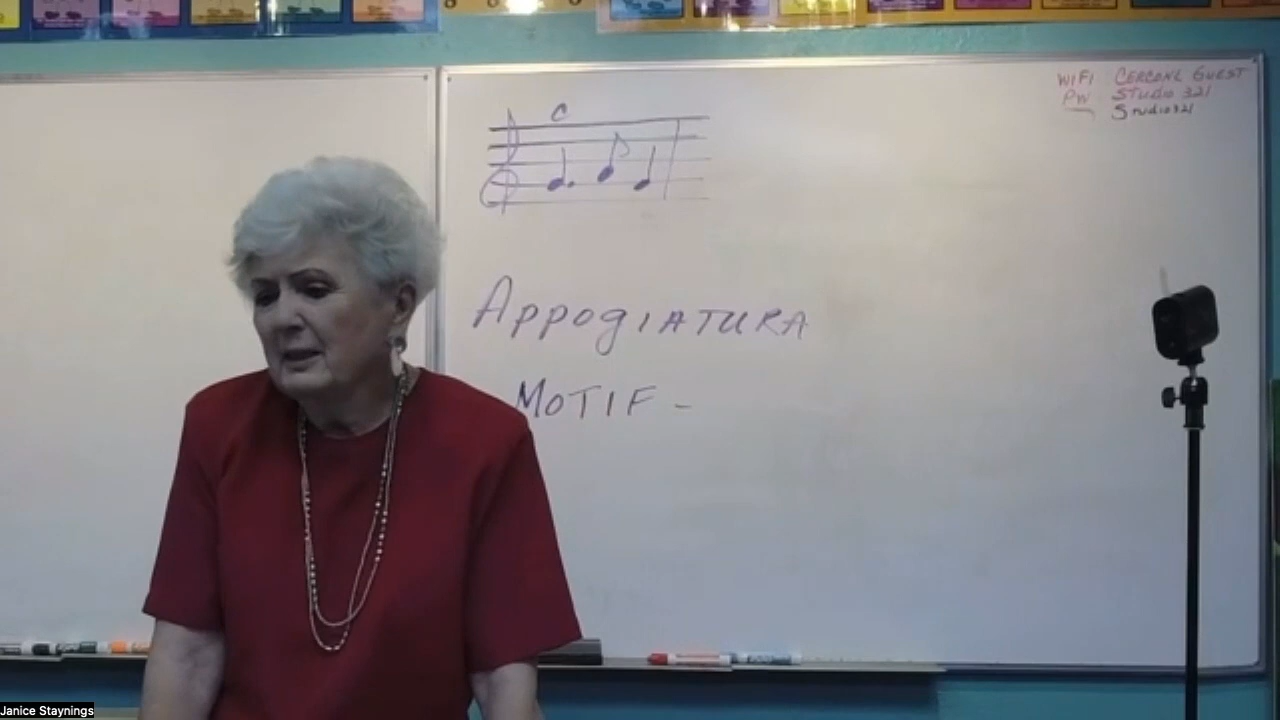 WIFI CERCONE GUEST
PW STUDIO 321
Studio321
C
APPOgIATURA
MOTIF -
Janice Staynings